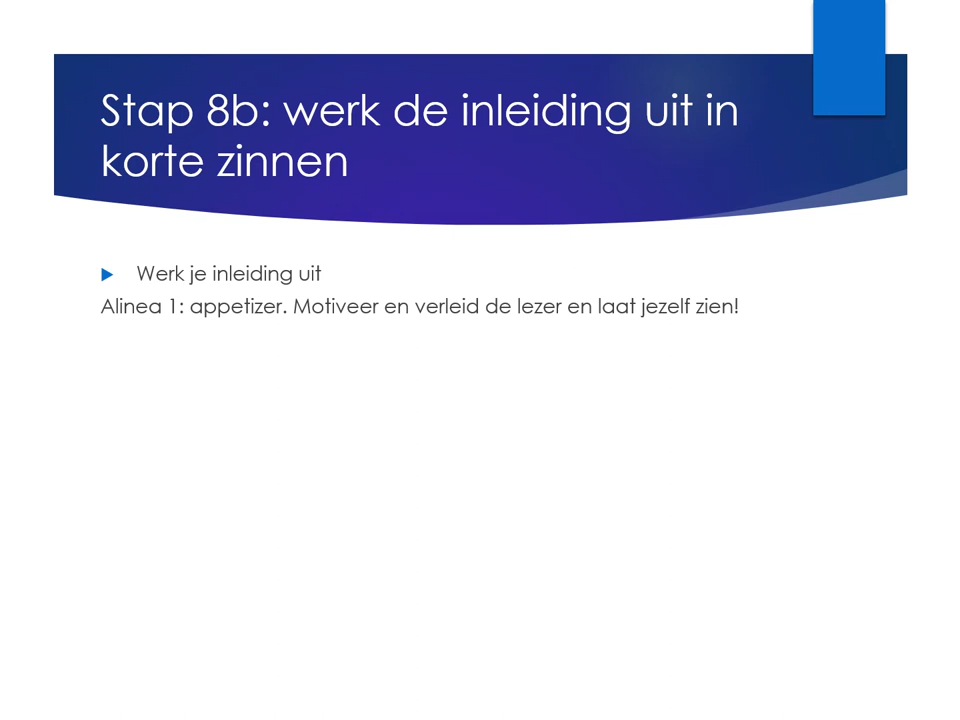 Stap 8b: werk de inleiding uit in
korte zinnen
Werk je inleiding uit
Alinea 1: appetizer. Motiveer en verleid de lezer en laat jezelf zien!